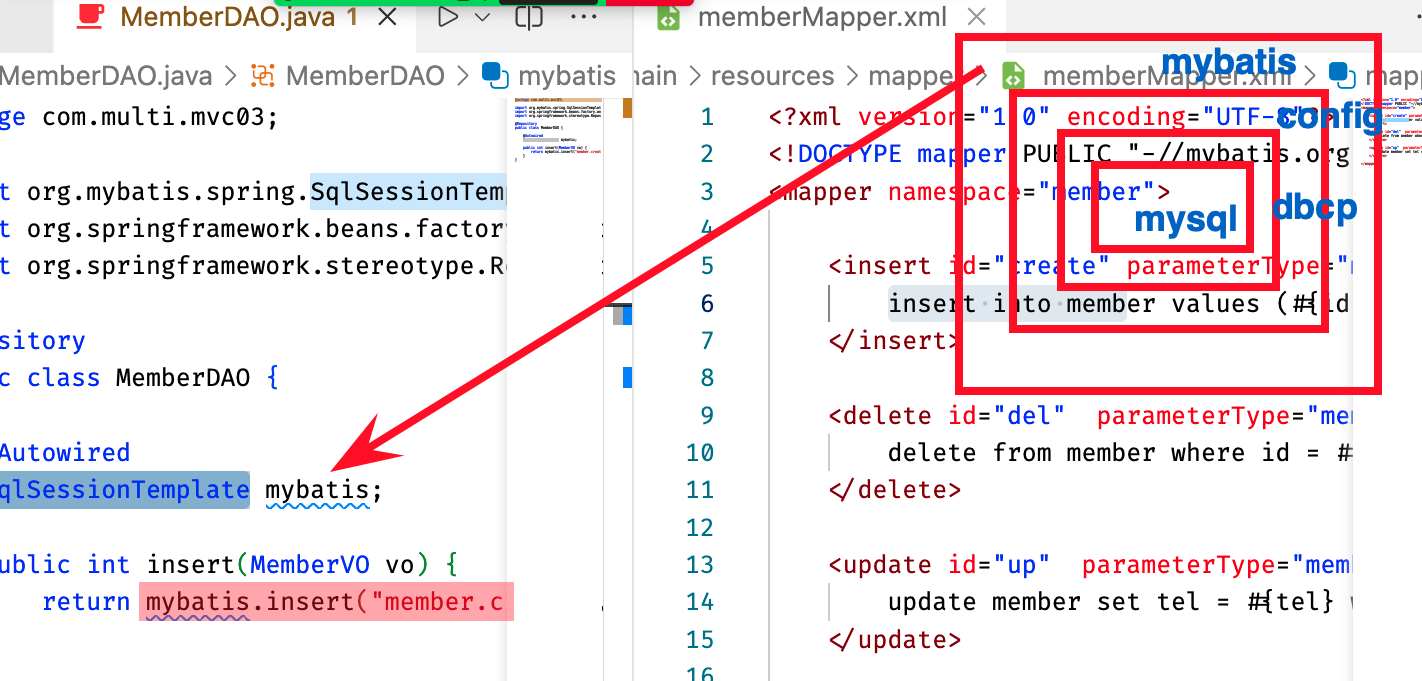 MemberDAO.java 1
MemberDAO.java > MemberDAO > mybatis
ge com.multi.mvc03;
t org.mybatis.spring.SqlSessionTemp
t org.springframework.beans.factory
t org.springframework.stereotype.Re
sitory
c class MemberDAO {
Autowired
qlSessionTemplate mybatis;
ublic int insert(MemberVO vo) {
return mybatis.insert("member.c
memberMapper.xml
main > resources > mappe > memberMapper.xml > mapp
1 <?xml version="1.0" encoding="UTF-8"?>
2 <!DOCTYPE mapper PUBLIC "-//mybatis.org
3 <mapper namespace="member">
4
5 <insert id="create" parameterType="m
6 insert into member values (#{id
7 </insert>
8
9 <delete id="del" parameterType="mem
10 delete from member where id = #
11 </delete>
12
13 <update id="up" parameterType="mem
14 update member set tel = #{tel} w
15 </update>
16
mybatis
config
dbcp
mysql